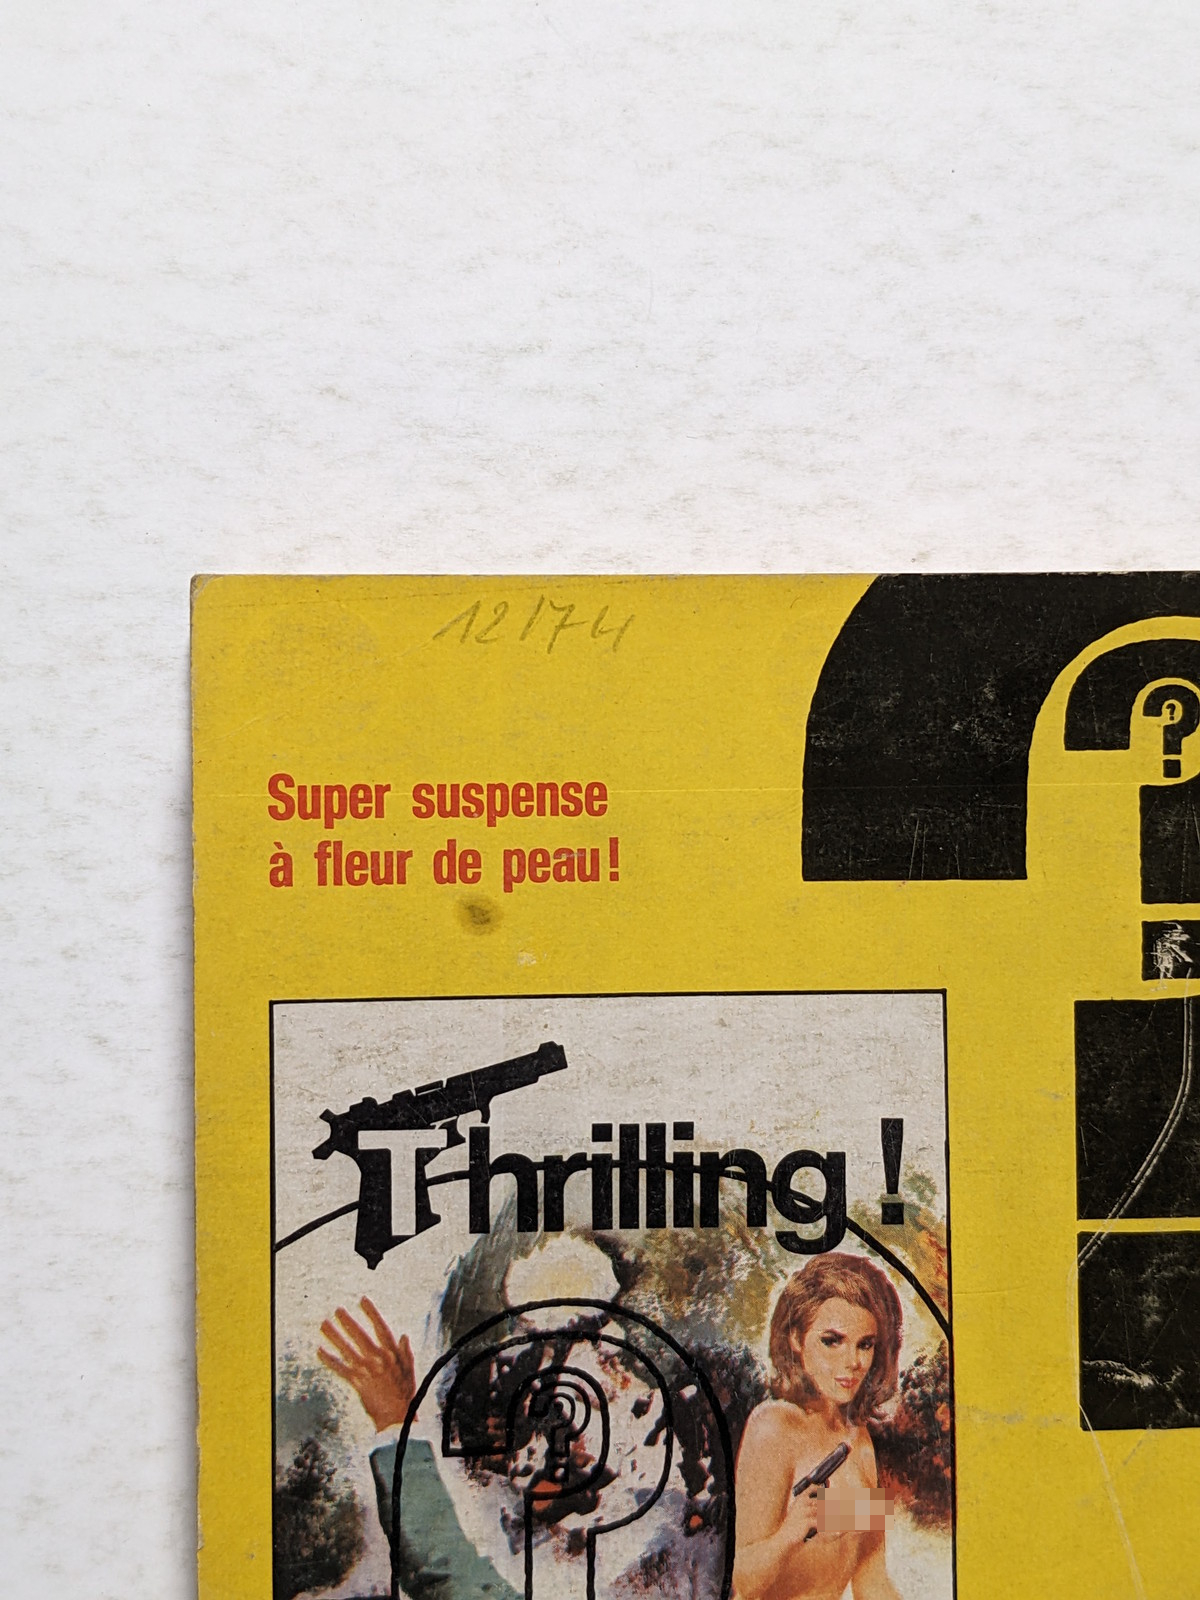 12/74
Super suspense
à fleur de peau!
Thrilling!